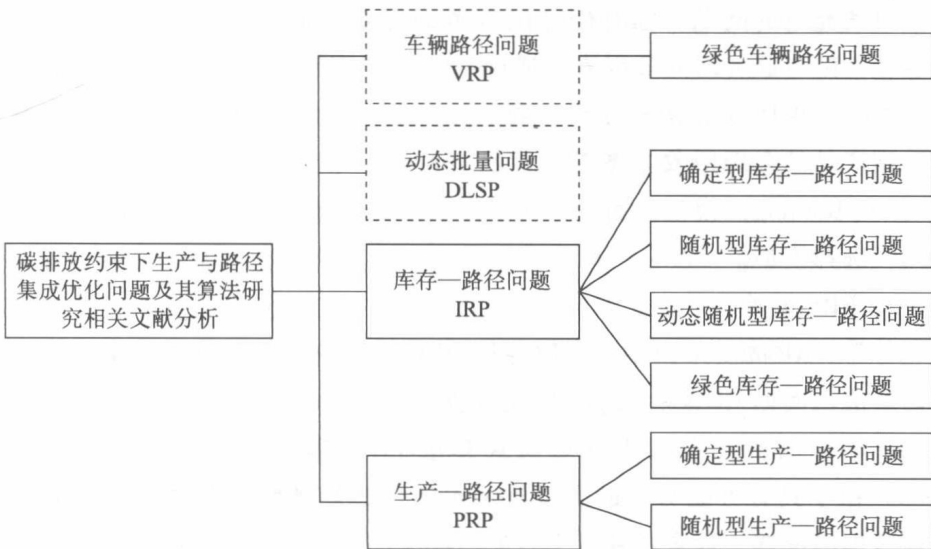 车辆路径问题
VRP
绿色车辆路径问题
动态批量问题
DLSP
确定型库存—路径问题
随机型库存—路径问题
碳排放约束下生产与路径
集成优化问题及其算法研
究相关文献分析
库存—路径问题
IRP
动态随机型库存—路径问题
绿色库存—路径问题
确定型生产—路径问题
生产—路径问题
PRP
随机型生产—路径问题